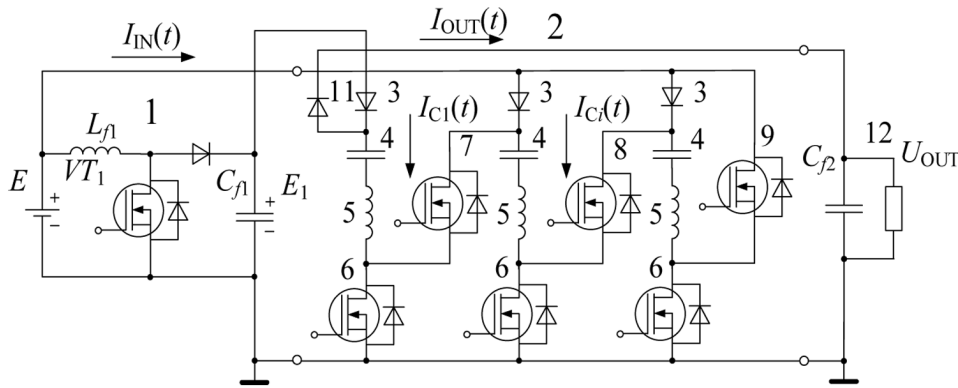 I_IN(t)
I_OUT(t)
2
1
11
3
I_C1(t)
3
I_Ci(t)
3
L_f1
4
7
4
8
4
9
12
VT_1
C_f2
U_OUT
E
+
−
C_f1
+
−
E_1
5
5
5
6
6
6